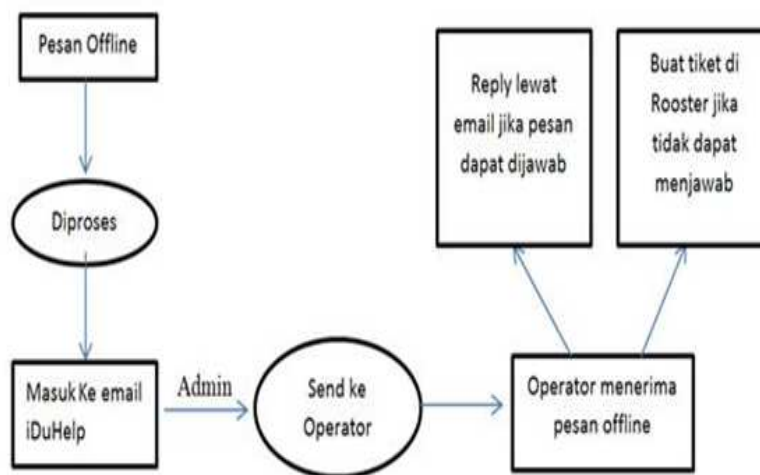 Pesan Offline
Diproses
Masuk Ke email
iDuHelp
Admin
Send ke
Operator
Operator menerima
pesan offline
Reply lewat
email jika pesan
dapat dijawab
Buat tiket di
Rooster jika
tidak dapat
menjawab